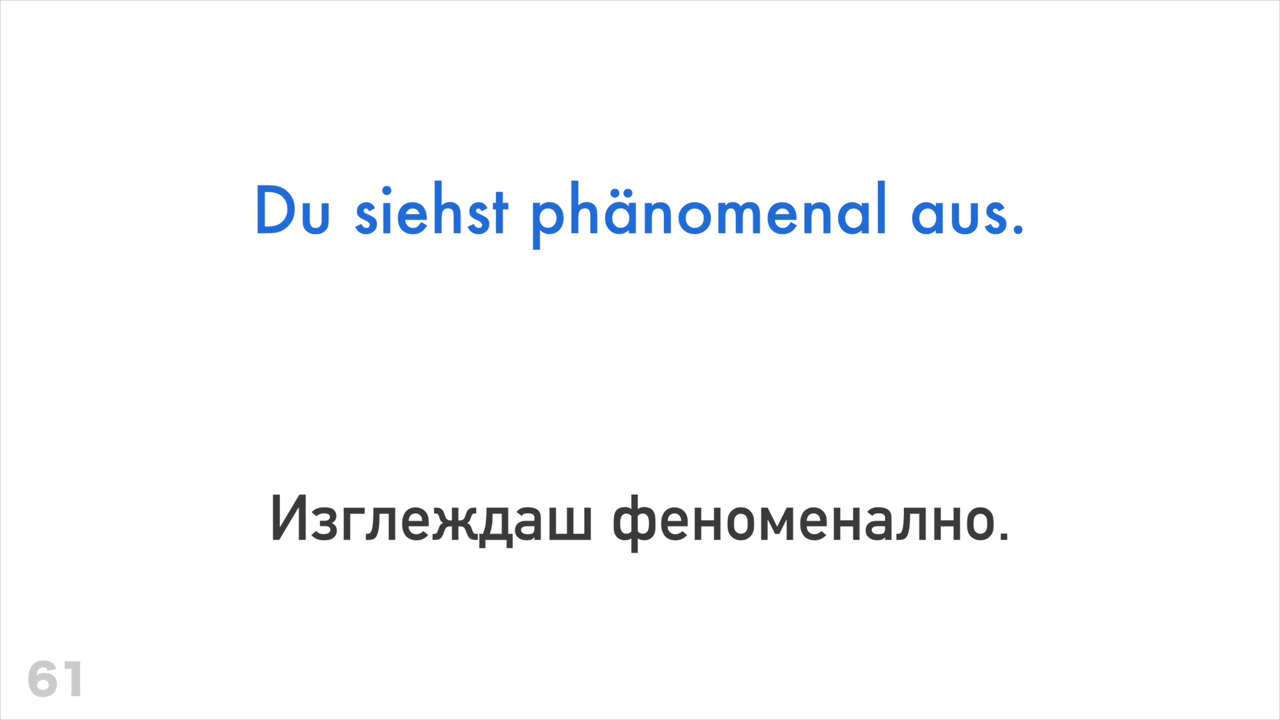 Du siehst phänomenal aus.
Изглеждаш феноменално.
61